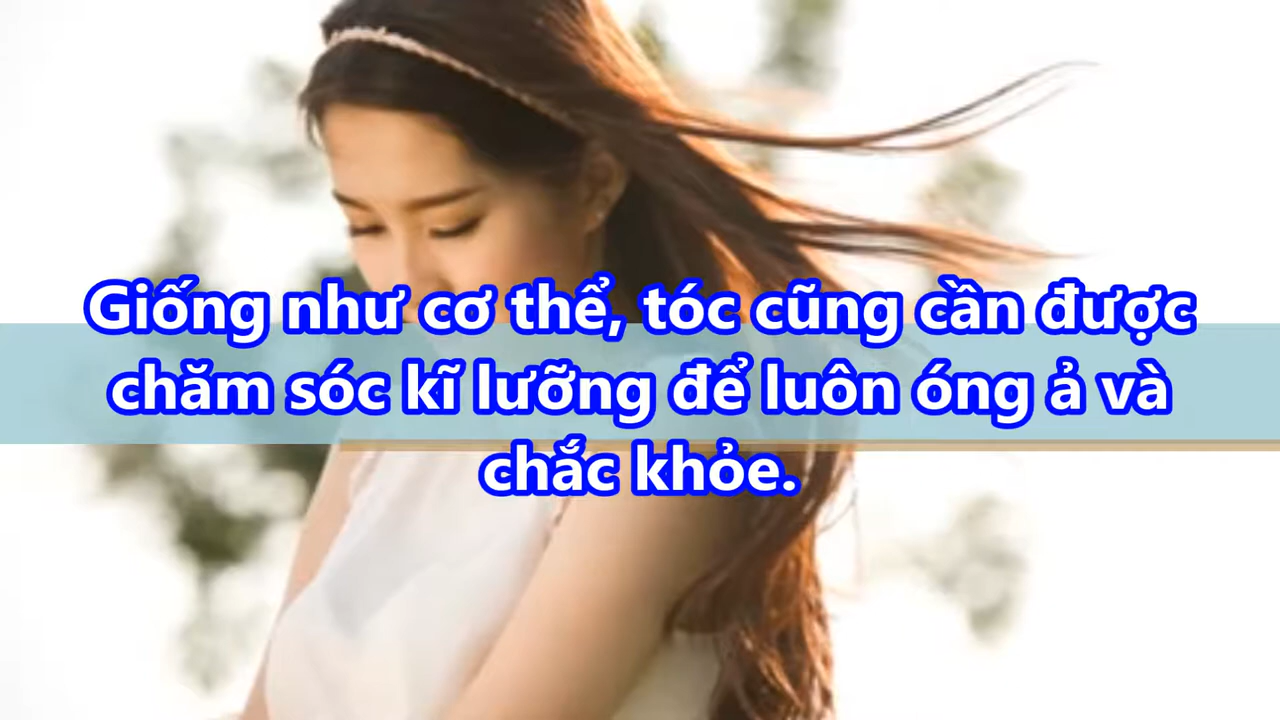 Giống như cơ thể, tóc cũng cần được
chăm sóc kĩ lưỡng để luôn óng ả và
chắc khỏe.